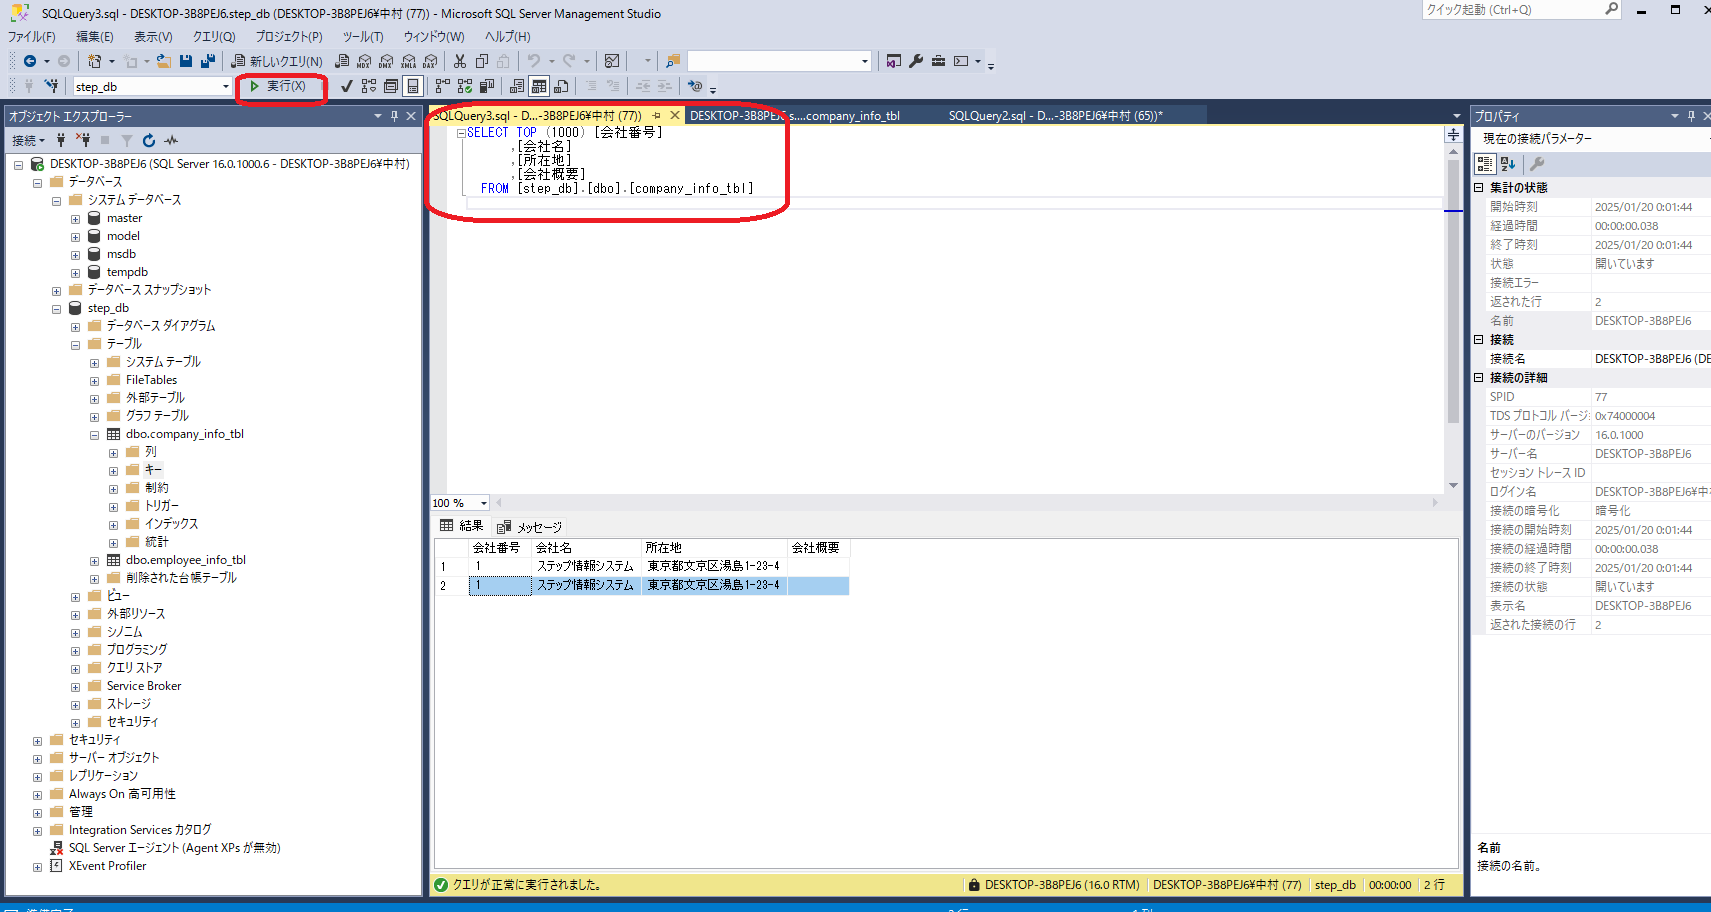 SQLQuery3.sql - DESKTOP-3B8PEJ6.step_db (DESKTOP-3B8PEJ6¥中村 (77)) - Microsoft SQL Server Management Studio
クイック起動 (Ctrl+Q)
ファイル(F) 編集(E) 表示(V) クエリ(Q) プロジェクト(P) ツール(T) ウィンドウ(W) ヘルプ(H)
新しいクエリ(N) MDX DMX XMLA DAX
step_db 実行(X)
オブジェクト エクスプローラー
接続
DESKTOP-3B8PEJ6 (SQL Server 16.0.1000.6 - DESKTOP-3B8PEJ6¥中村)
データベース
システム データベース
master
model
msdb
tempdb
データベース スナップショット
step_db
データベース ダイアグラム
テーブル
システム テーブル
FileTables
外部テーブル
グラフ テーブル
dbo.company_info_tbl
列
キー
制約
トリガー
インデックス
統計
dbo.employee_info_tbl
削除された台帳テーブル
ビュー
外部リソース
シノニム
プログラミング
クエリ ストア
Service Broker
ストレージ
セキュリティ
セキュリティ
サーバー オブジェクト
レプリケーション
Always On 高可用性
管理
Integration Services カタログ
SQL Server エージェント (Agent XPs が無効)
XEvent Profiler
SQLQuery3.sql - D...-3B8PEJ6¥中村 (77)) DESKTOP-3B8PEJ6.s....company_info_tbl SQLQuery2.sql - D...-3B8PEJ6¥中村 (65))*
SELECT TOP (1000) [会社番号]
,[会社名]
,[所在地]
,[会社概要]
FROM [step_db].[dbo].[company_info_tbl]
100 %
結果 メッセージ
会社番号 会社名 所在地 会社概要
1 1 ステップ情報システム 東京都文京区湯島1-23-4
2 1 ステップ情報システム 東京都文京区湯島1-23-4
クエリが正常に実行されました。 DESKTOP-3B8PEJ6 (16.0 RTM) DESKTOP-3B8PEJ6¥中村 (77) step_db 00:00:00 2 行
プロパティ
現在の接続パラメーター
集計の状態
開始時刻 2025/01/20 0:01:44
経過時間 00:00:00.038
終了時刻 2025/01/20 0:01:44
状態 開いています
接続エラー
返された行 2
名前 DESKTOP-3B8PEJ6
接続
接続名 DESKTOP-3B8PEJ6 (DE
接続の詳細
SPID 77
TDS プロトコル バージ 0x74000004
サーバーのバージョン 16.0.1000
サーバー名 DESKTOP-3B8PEJ6
セッション トレース ID
ログイン名 DESKTOP-3B8PEJ6¥中
接続の暗号化 暗号化
接続の開始時刻 2025/01/20 0:01:44
接続の経過時間 00:00:00.038
接続の終了時刻 2025/01/20 0:01:44
接続の状態 開いています
表示名 DESKTOP-3B8PEJ6
返された接続の行 2
名前
接続の名前。